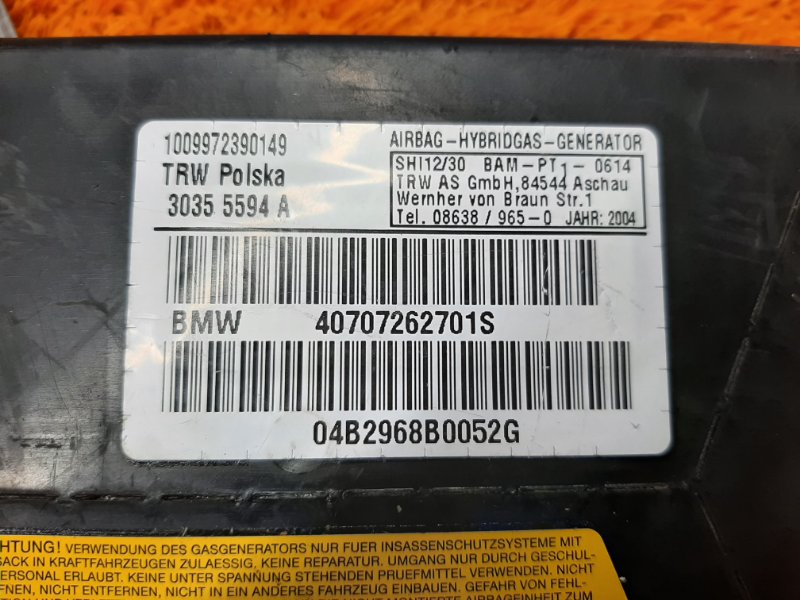 1009972390149
TRW Polska
3035 5594 A
AIRBAG-HYBRIDGAS-GENERATOR
SHI12/30 BAM-PT1-0614
TRW AS GmbH,84544 Aschau
Wernher von Braun Str.1
Tel. 08638/965-0 JAHR: 2004
BMW 40707262701S
04B2968B0052G
HTUNG! VERWENDUNG DES GASGENERATORS NUR FUER INSASSENSCHUTZSYSTEME MIT
SACK IN KRAFTFAHRZEUGEN ZULAESSIG, KEINE REPARATUR. UMGANG NUR DURCH GESCHUL-
PERSONAL ERLAUBT. KEINE UNTER SPANNUNG STEHENDEN PRUEFMITTEL VERWENDEN. NICHT
FFNEN, NICHT ENTFERNEN, NICHT IN EIN ANDERES FAHRZEUG EINBAUEN. GEFAHR VON FEHL-